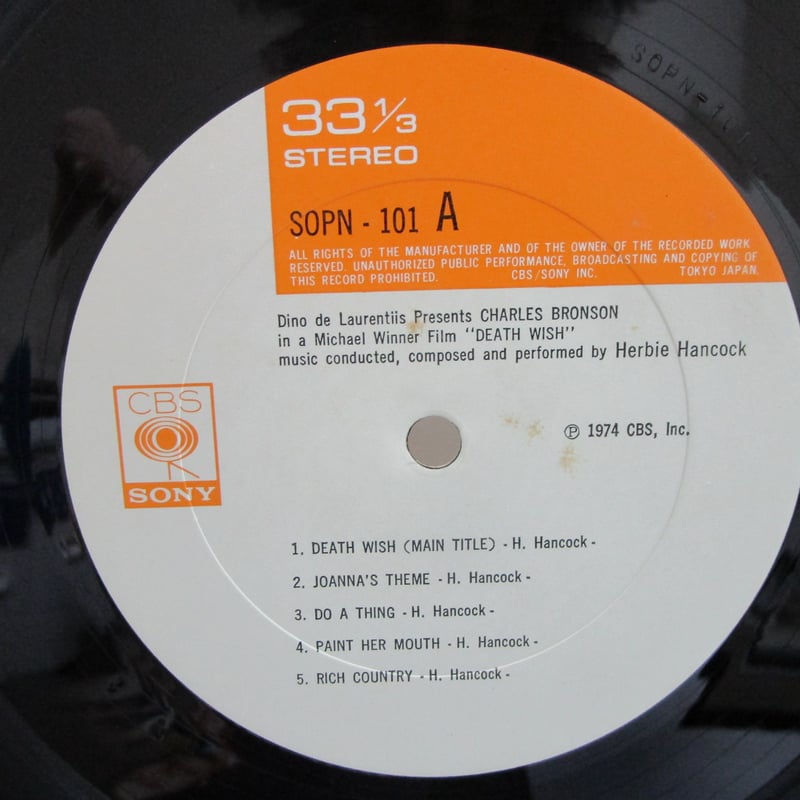 SOPN-101
33 1/3
STEREO
SOPN - 101 A
ALL RIGHTS OF THE MANUFACTURER AND OF THE OWNER OF THE RECORDED WORK
RESERVED. UNAUTHORIZED PUBLIC PERFORMANCE, BROADCASTING AND COPYING OF
THIS RECORD PROHIBITED. CBS/SONY INC. TOKYO JAPAN.
Dino de Laurentiis Presents CHARLES BRONSON
in a Michael Winner Film "DEATH WISH"
music conducted, composed and performed by Herbie Hancock
CBS
SONY
℗ 1974 CBS, Inc.
1. DEATH WISH (MAIN TITLE) - H. Hancock -
2. JOANNA'S THEME - H. Hancock -
3. DO A THING - H. Hancock -
4. PAINT HER MOUTH - H. Hancock -
5. RICH COUNTRY - H. Hancock -